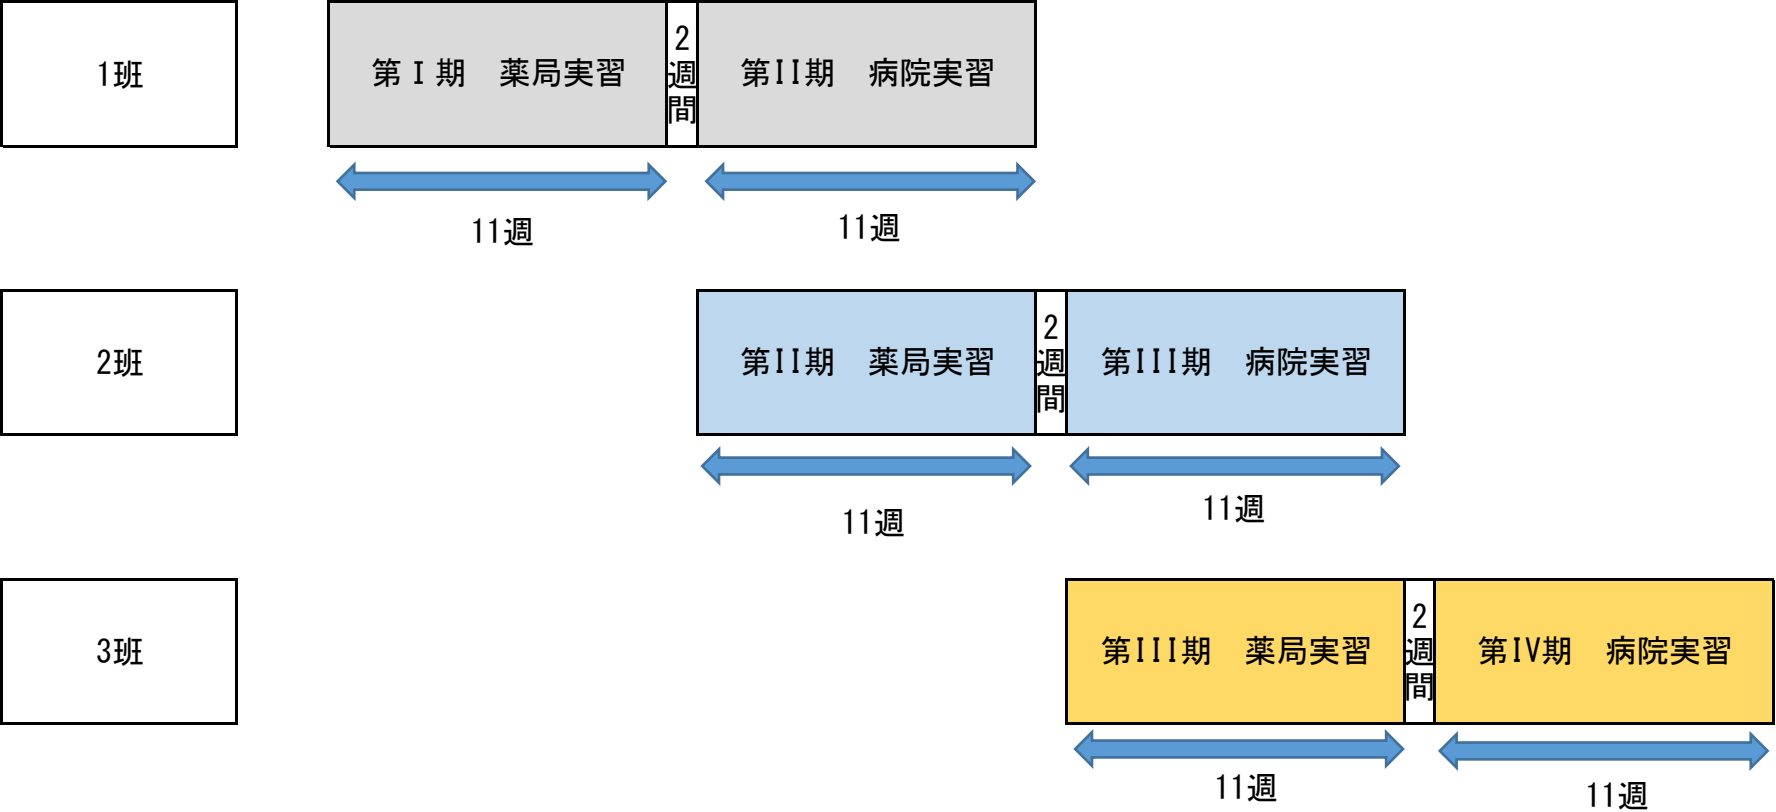 1班
第Ⅰ期　薬局実習
2週間
第II期　病院実習
11週
11週
2班
第II期　薬局実習
2週間
第III期　病院実習
11週
11週
3班
第III期　薬局実習
2週間
第IV期　病院実習
11週
11週